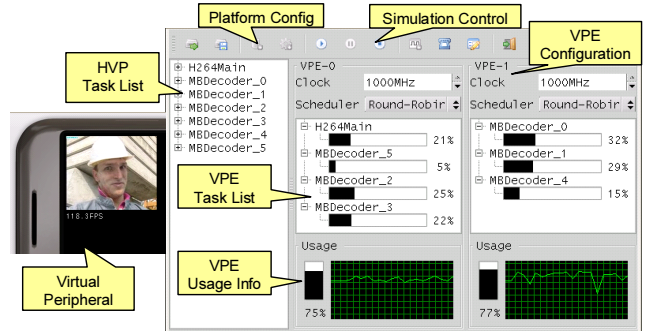 Platform Config
Simulation Control
HVP
Task List
VPE
Configuration
H264Main
MBDecoder_0
MBDecoder_1
MBDecoder_2
MBDecoder_3
MBDecoder_4
MBDecoder_5
VPE-0
Clock 1000MHz
Scheduler Round-Robir
H264Main
21%
MBDecoder_5
5%
MBDecoder_2
25%
MBDecoder_3
22%
Usage
75%
VPE-1
Clock 1000MHz
Scheduler Round-Robir
MBDecoder_0
32%
MBDecoder_1
29%
MBDecoder_4
15%
Usage
77%
VPE
Task List
VPE
Usage Info
118.3FPS
Virtual
Peripheral